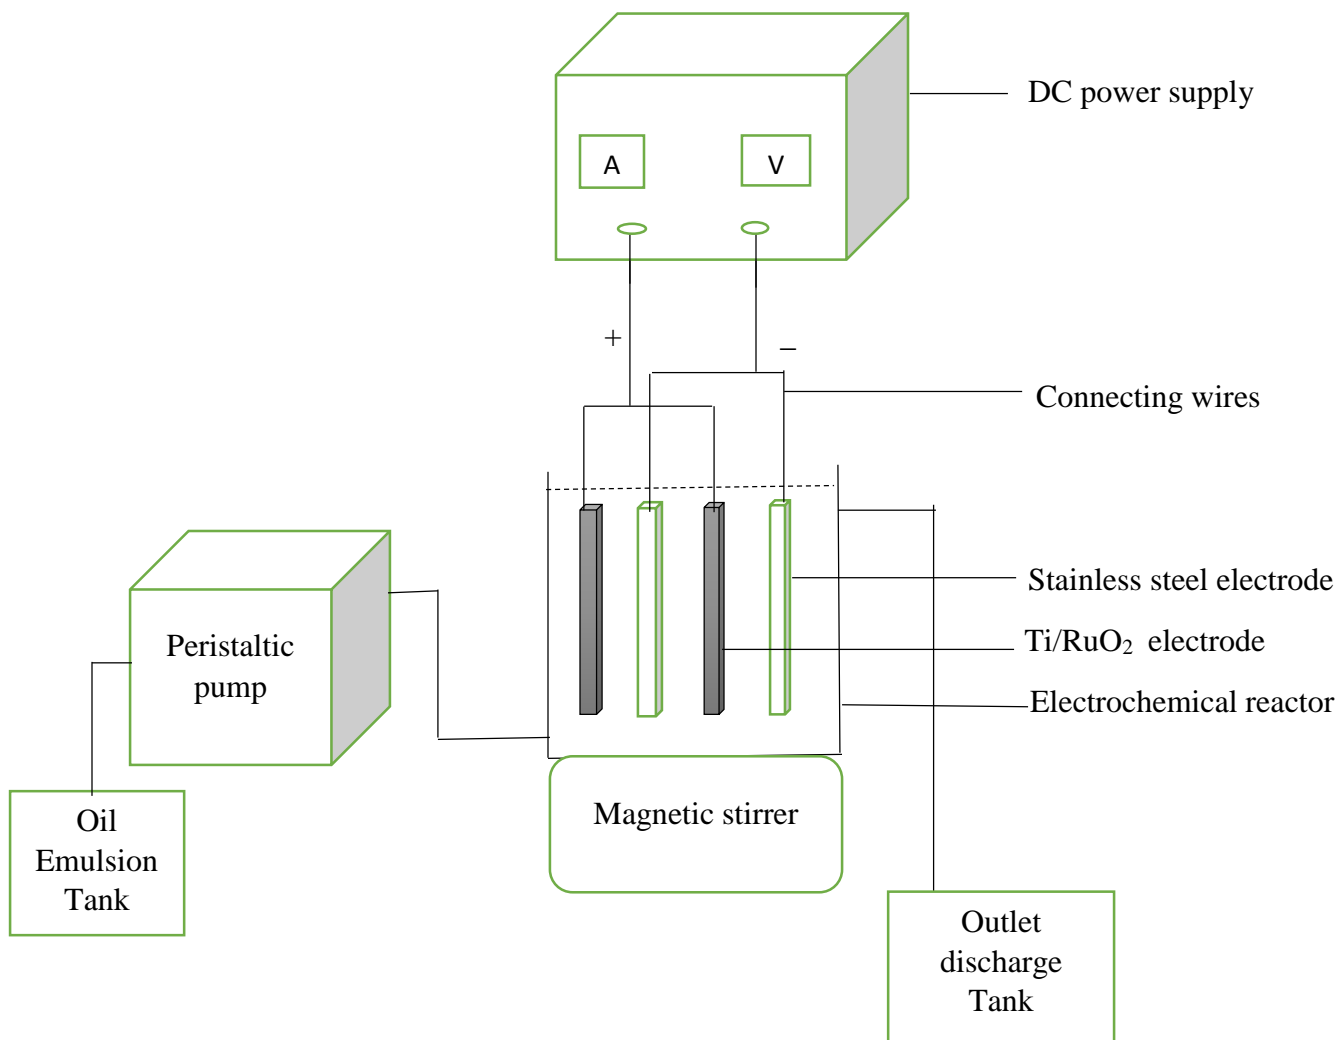 DC power supply
A
V
+
–
Connecting wires
Stainless steel electrode
Peristaltic
pump
Ti/RuO₂ electrode
Electrochemical reactor
Magnetic stirrer
Oil
Emulsion
Tank
Outlet
discharge
Tank